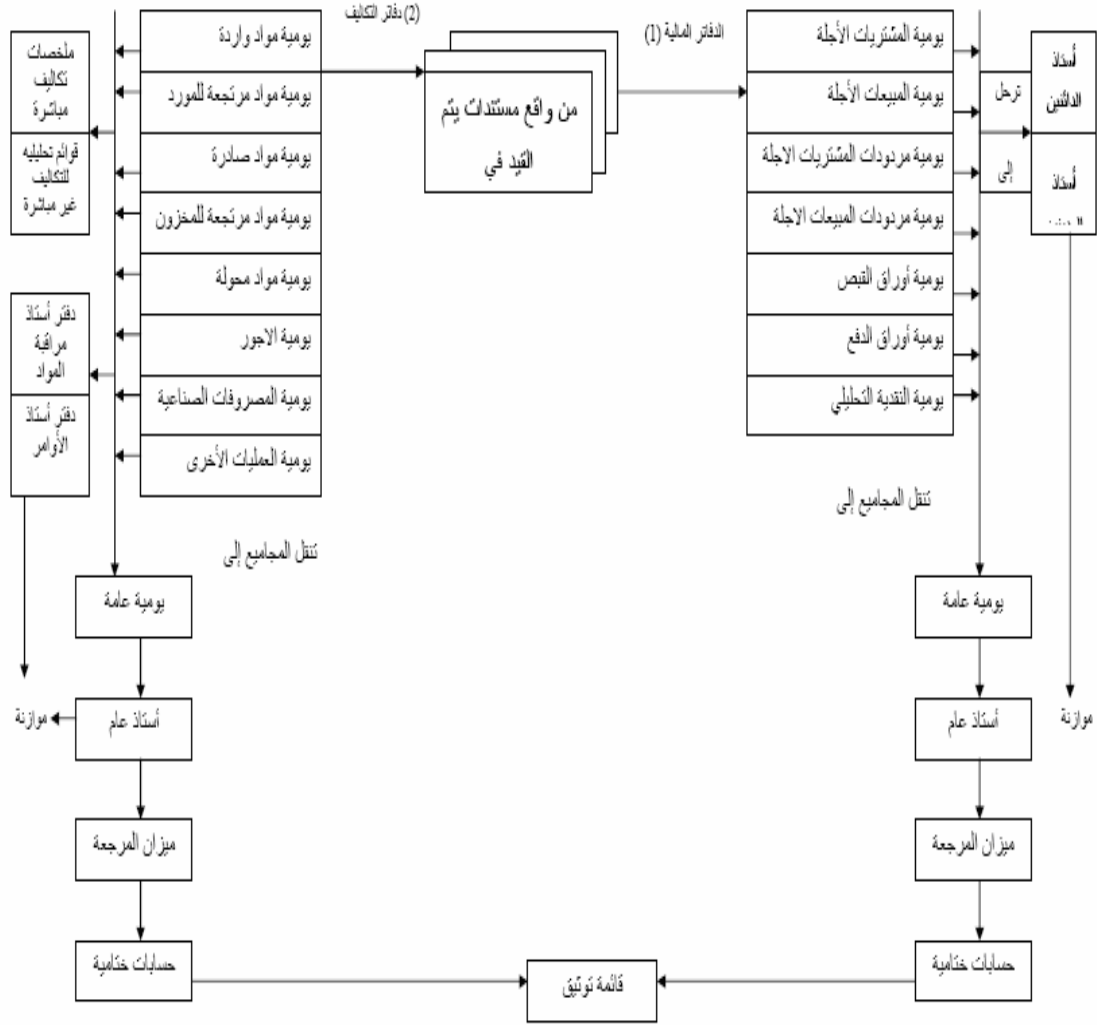 (2) دفاتر التكاليف
الدفاتر المالية (1)
من واقع مستندات يتم
القيد في
يومية المشتريات الأجلة
يومية المبيعات الأجلة
يومية مردودات المشتريات الاجلة
يومية مردودات المبيعات الاجلة
يومية أوراق القبض
يومية أوراق الدفع
يومية النقدية التحليلي
ترحل
إلى
أستاذ
الدائنين
أستاذ
تنقل المجاميع إلى
يومية عامة
أستاذ عام
موازنة
ميزان المرجعة
حسابات ختامية
يومية مواد واردة
يومية مواد مرتجعة للمورد
يومية مواد صادرة
يومية مواد مرتجعة للمخزون
يومية مواد محولة
يومية الاجور
يومية المصروفات الصناعية
يومية العمليات الأخرى
ملخصات
تكاليف
مباشرة
قوائم تحليليه
للتكاليف
غير مباشرة
دفتر أستاذ
مراقبة
المواد
دفتر أستاذ
الأوامر
تنقل المجاميع إلى
يومية عامة
أستاذ عام
موازنة
ميزان المرجعة
حسابات ختامية
قائمة توثيق